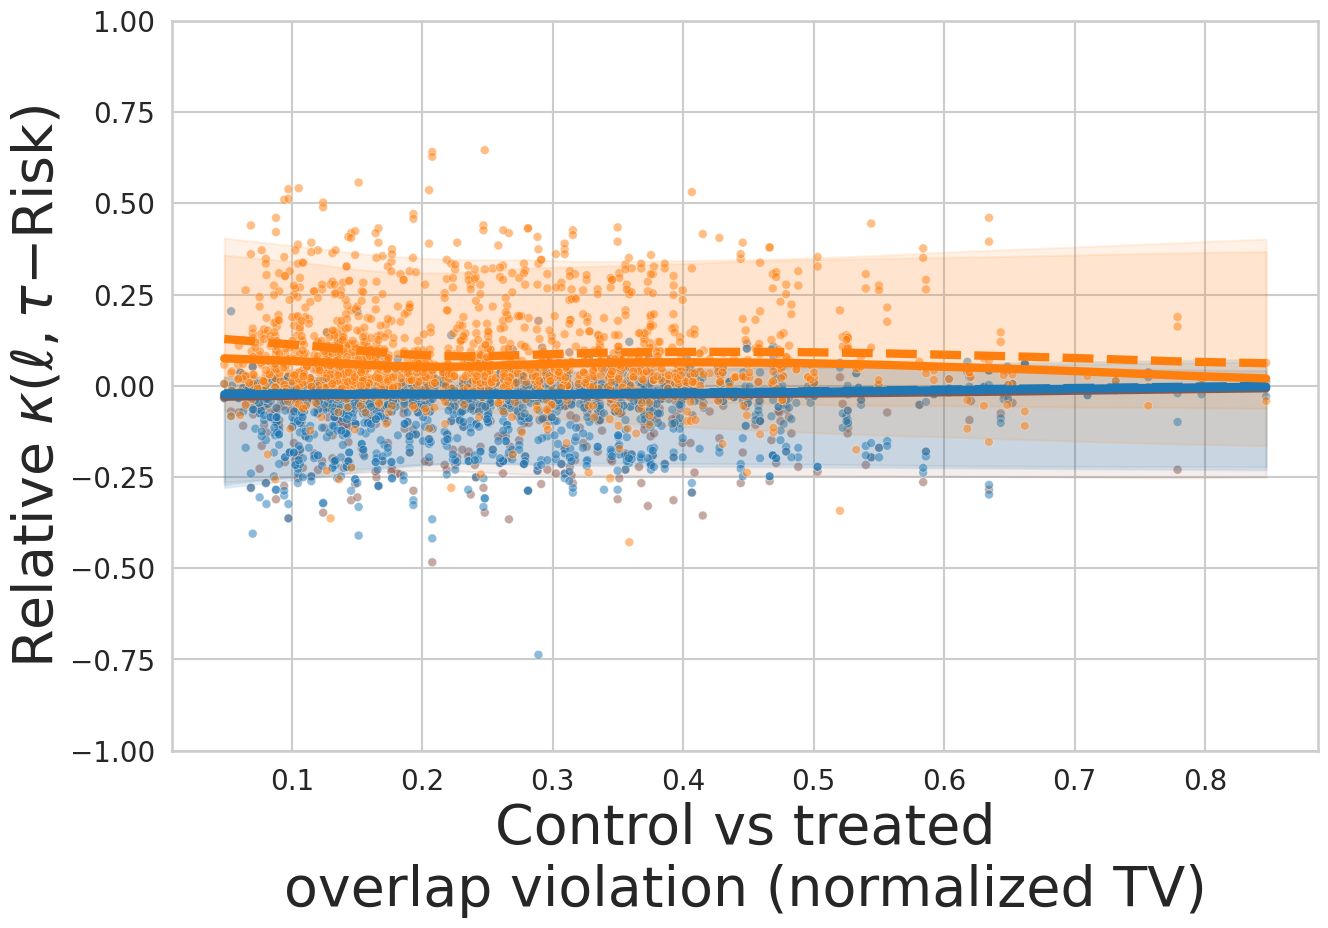 1.00
0.75
0.50
0.25
0.00
−0.25
−0.50
−0.75
−1.00
Relative κ(ℓ, τ−Risk)
0.1 0.2 0.3 0.4 0.5 0.6 0.7 0.8
Control vs treated
overlap violation (normalized TV)